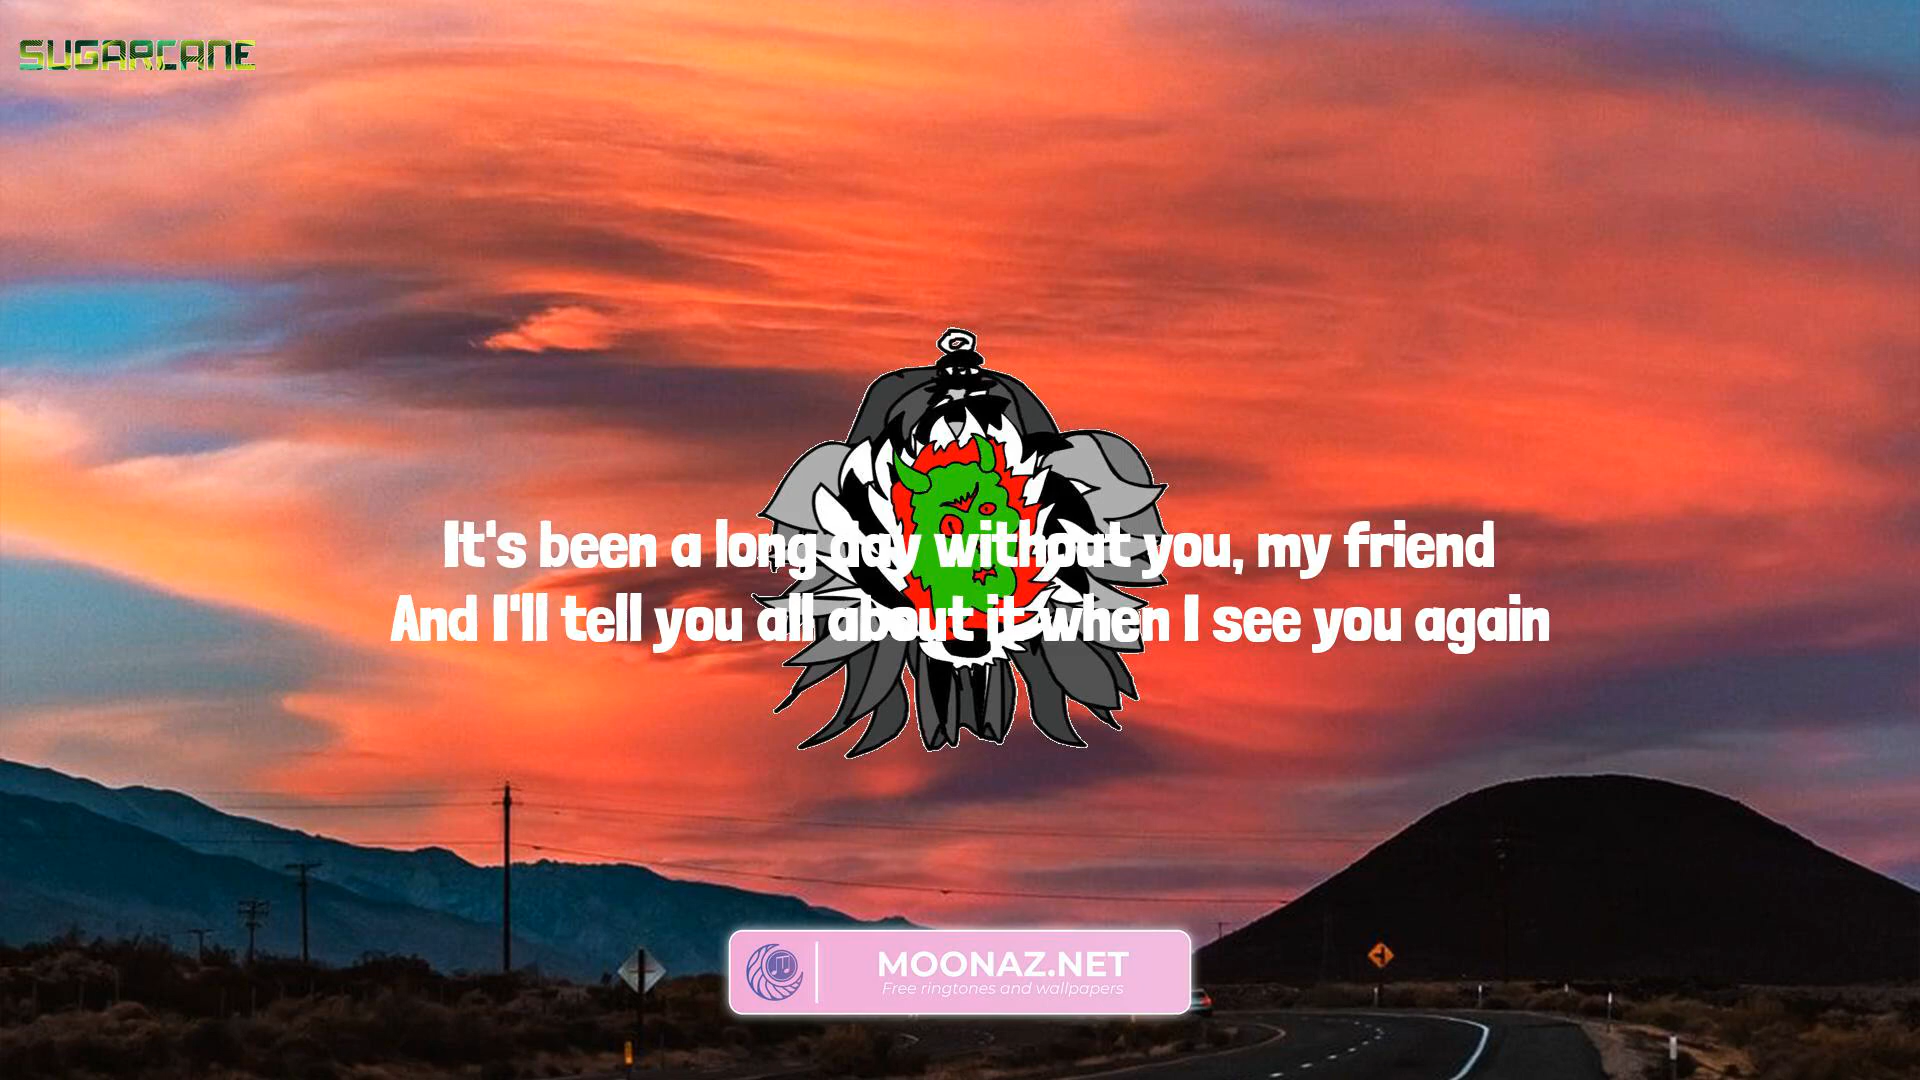 SUGARCANE
It's been a long day without you, my friend
And I'll tell you all about it when I see you again
MOONAZ.NET
Free ringtones and wallpapers